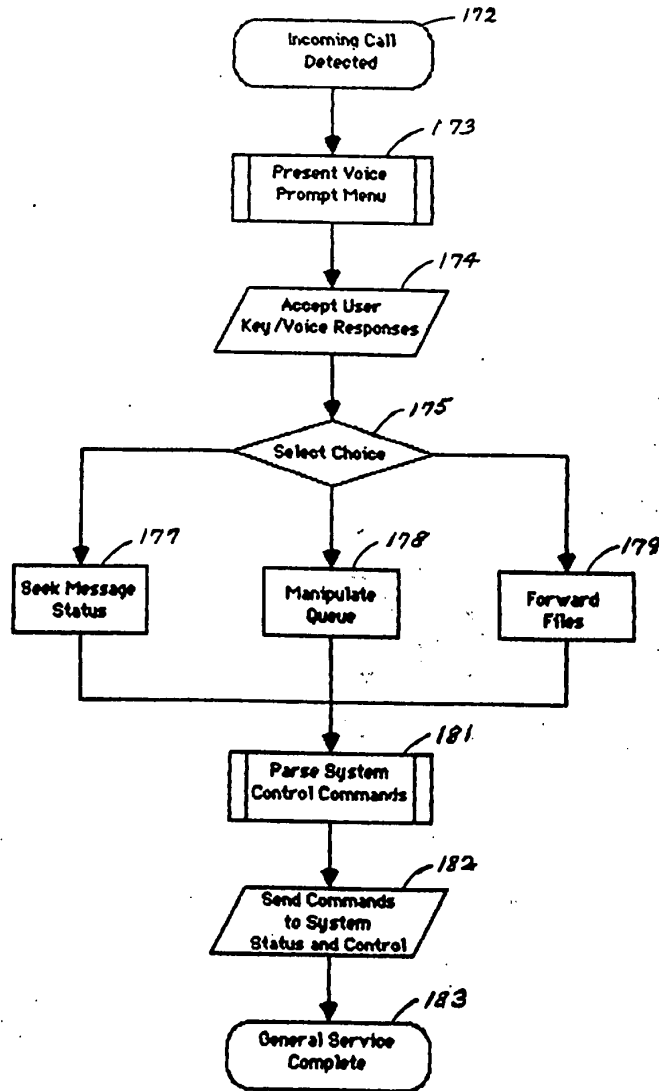 172
Incoming Call
Detected
173
Present Voice
Prompt Menu
174
Accept User
Key/Voice Responses
175
Select Choice
177
Seek Message
Status
178
Manipulate
Queue
179
Forward
Files
181
Parse System
Control Commands
182
Send Commands
to System
Status and Control
183
General Service
Complete